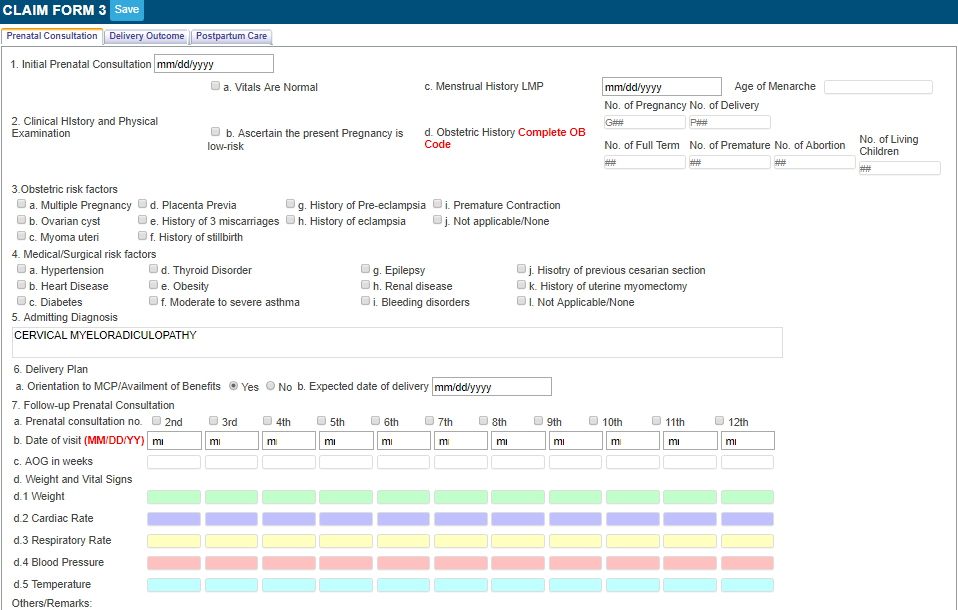 CLAIM FORM 3 Save
Prenatal Consultation Delivery Outcome Postpartum Care
1. Initial Prenatal Consultation mm/dd/yyyy
a. Vitals Are Normal c. Menstrual History LMP mm/dd/yyyy Age of Menarche
No. of Pregnancy No. of Delivery
G## P##
2. Clinical HIstory and Physical Examination
b. Ascertain the present Pregnancy is low-risk
d. Obstetric History Complete OB Code
No. of Full Term No. of Premature No. of Abortion No. of Living Children
## ## ## ##
3.Obstetric risk factors
a. Multiple Pregnancy d. Placenta Previa g. History of Pre-eclampsia i. Premature Contraction
b. Ovarian cyst e. History of 3 miscarriages h. History of eclampsia j. Not applicable/None
c. Myoma uteri f. History of stillbirth
4. Medical/Surgical risk factors
a. Hypertension d. Thyroid Disorder g. Epilepsy j. Hisotry of previous cesarian section
b. Heart Disease e. Obesity h. Renal disease k. History of uterine myomectomy
c. Diabetes f. Moderate to severe asthma i. Bleeding disorders l. Not Applicable/None
5. Admitting Diagnosis
CERVICAL MYELORADICULOPATHY
6. Delivery Plan
a. Orientation to MCP/Availment of Benefits Yes No b. Expected date of delivery mm/dd/yyyy
7. Follow-up Prenatal Consultation
a. Prenatal consultation no. 2nd 3rd 4th 5th 6th 7th 8th 9th 10th 11th 12th
b. Date of visit (MM/DD/YY)
c. AOG in weeks
d. Weight and Vital Signs
d.1 Weight
d.2 Cardiac Rate
d.3 Respiratory Rate
d.4 Blood Pressure
d.5 Temperature
Others/Remarks: